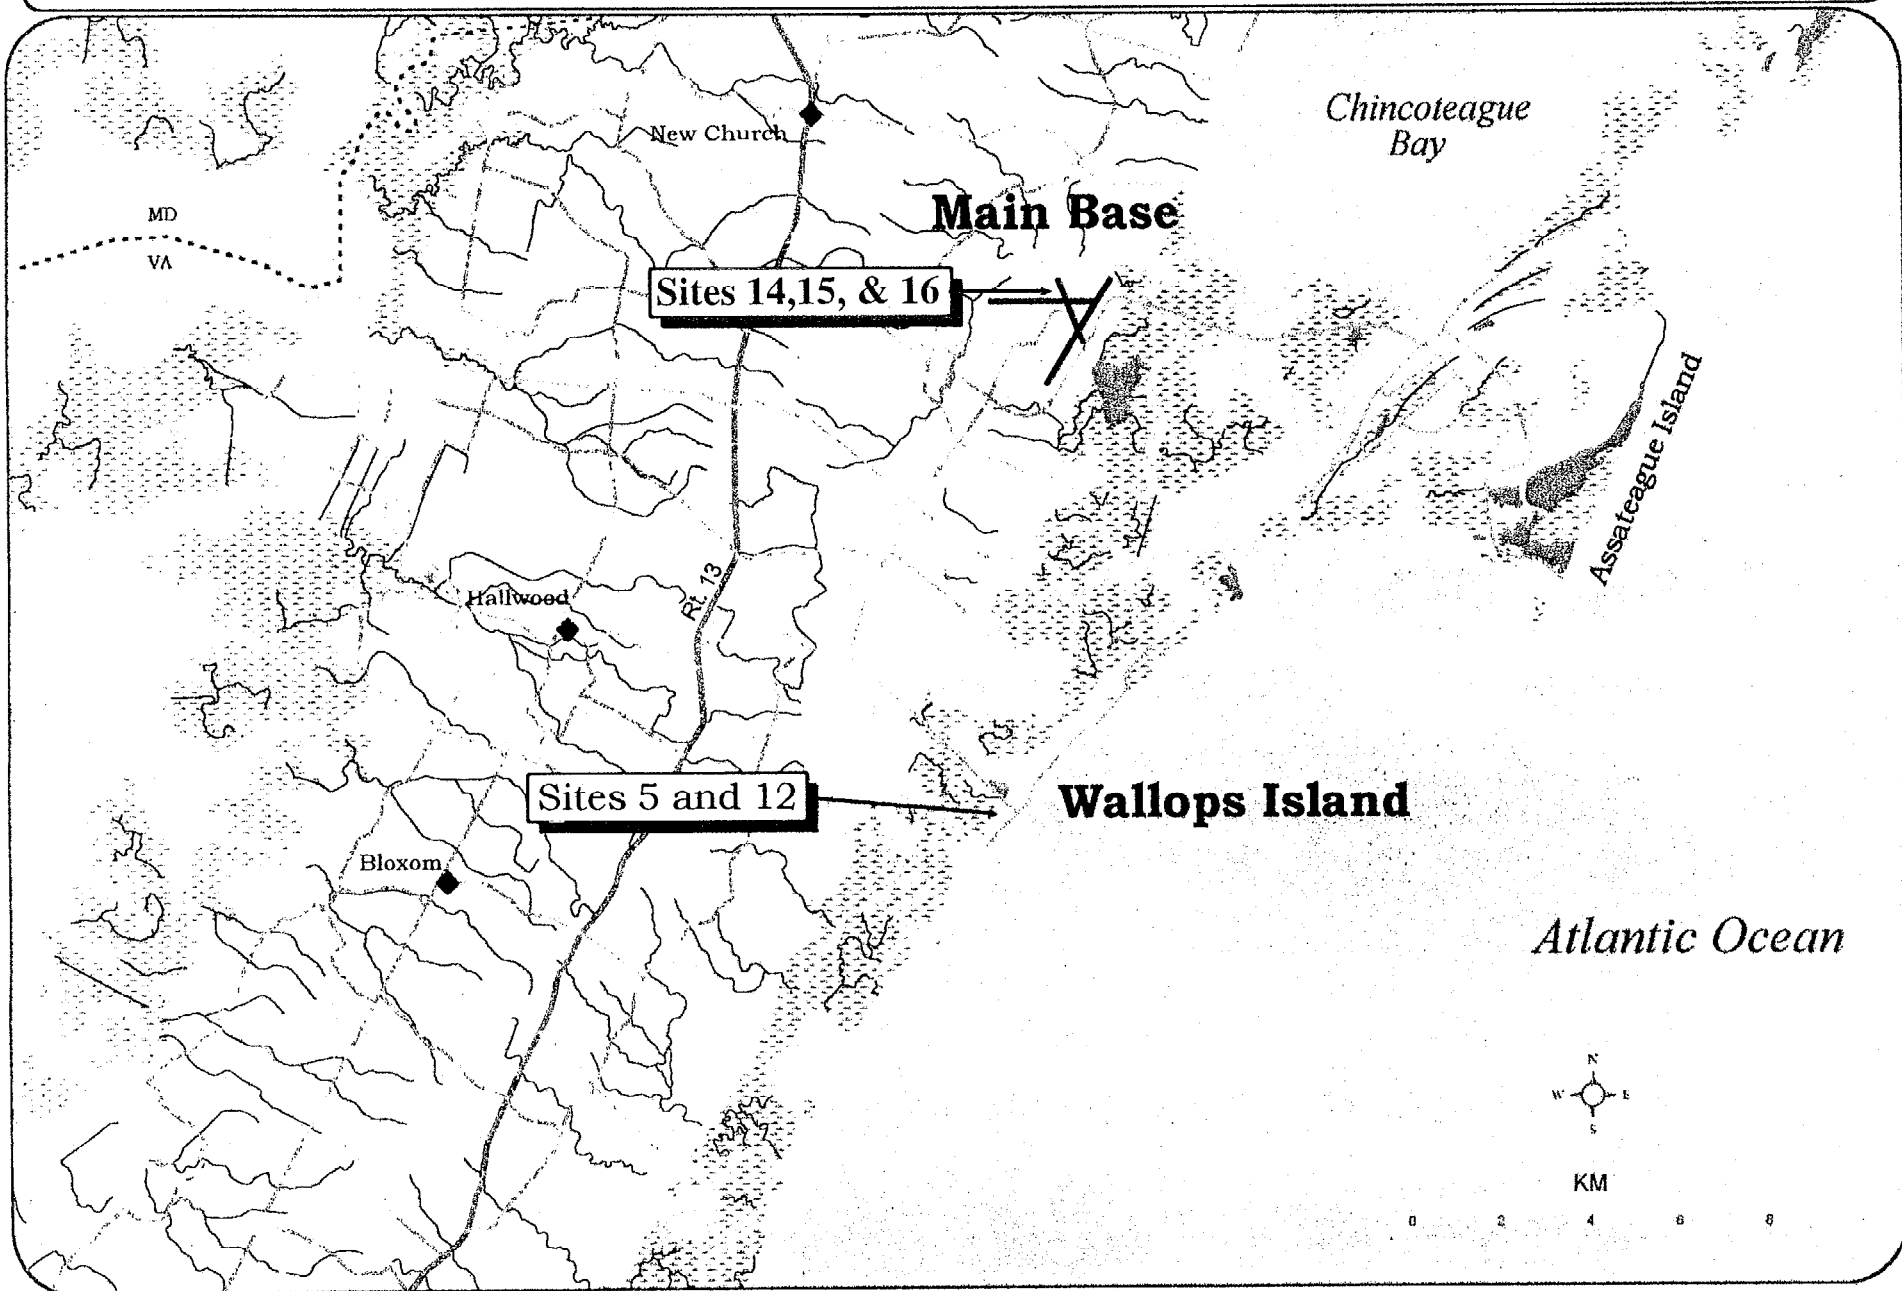 Chincoteague
Bay
New Church
MD
VA
Main Base
Sites 14,15, & 16
Assateague Island
Rt. 13
Hallwood
Sites 5 and 12
Wallops Island
Bloxom
Atlantic Ocean
N
W E
S
KM
0 2 4 6 8